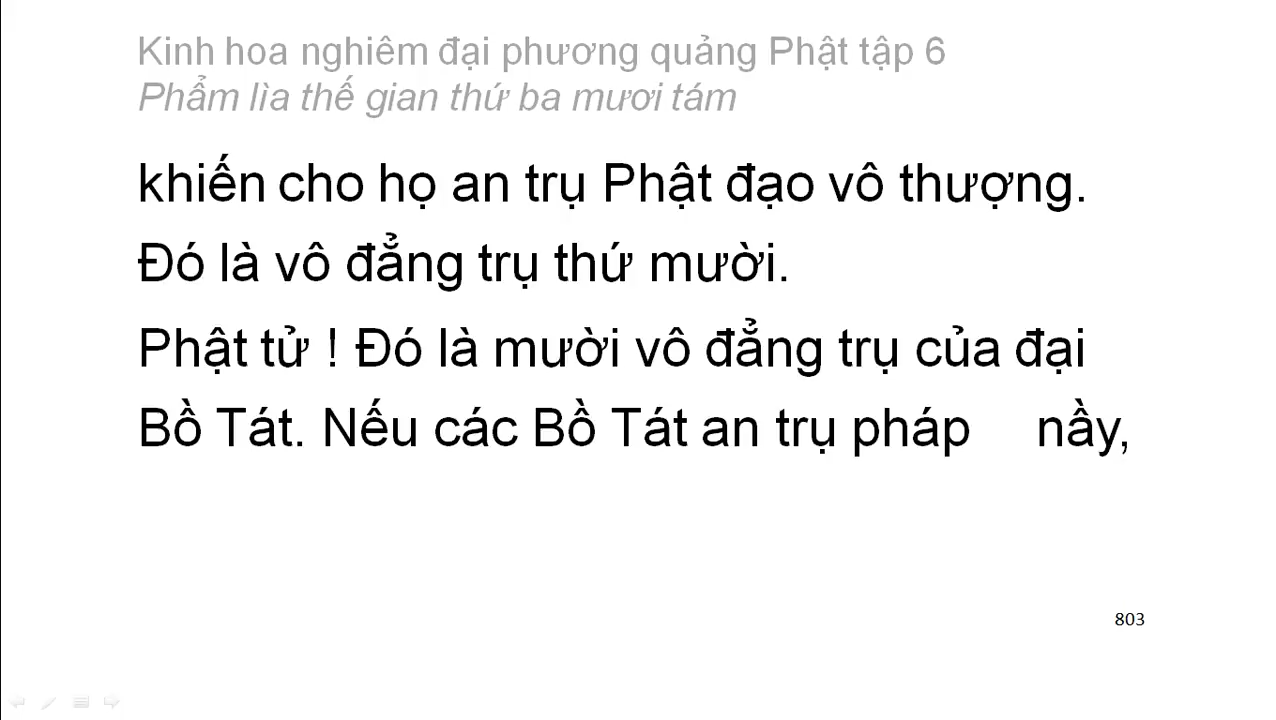 Kinh hoa nghiêm đại phương quảng Phật tập 6
Phẩm lìa thế gian thứ ba mươi tám
khiến cho họ an trụ Phật đạo vô thượng.
Đó là vô đẳng trụ thứ mười.
Phật tử ! Đó là mười vô đẳng trụ của đại
Bồ Tát. Nếu các Bồ Tát an trụ pháp nầy,
803